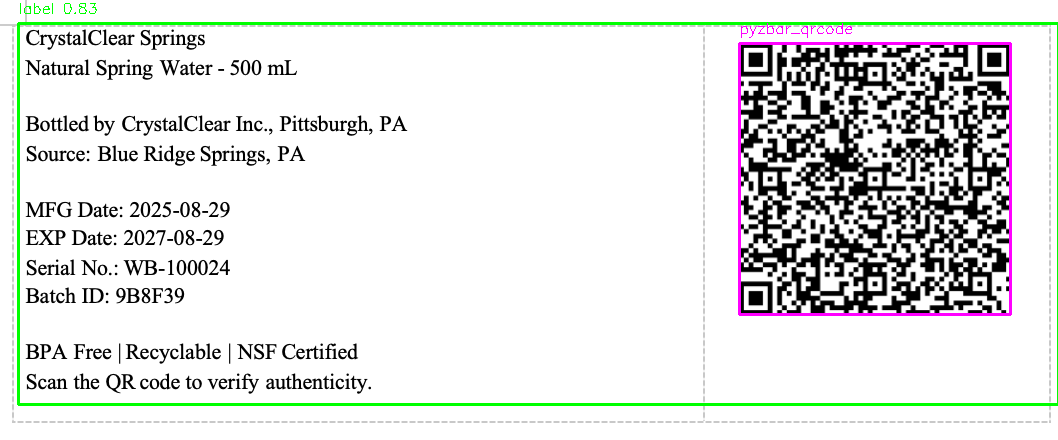 label 0.83
pyzbar_qrcode
CrystalClear Springs
Natural Spring Water - 500 mL
Bottled by CrystalClear Inc., Pittsburgh, PA
Source: Blue Ridge Springs, PA
MFG Date: 2025-08-29
EXP Date: 2027-08-29
Serial No.: WB-100024
Batch ID: 9B8F39
BPA Free | Recyclable | NSF Certified
Scan the QR code to verify authenticity.